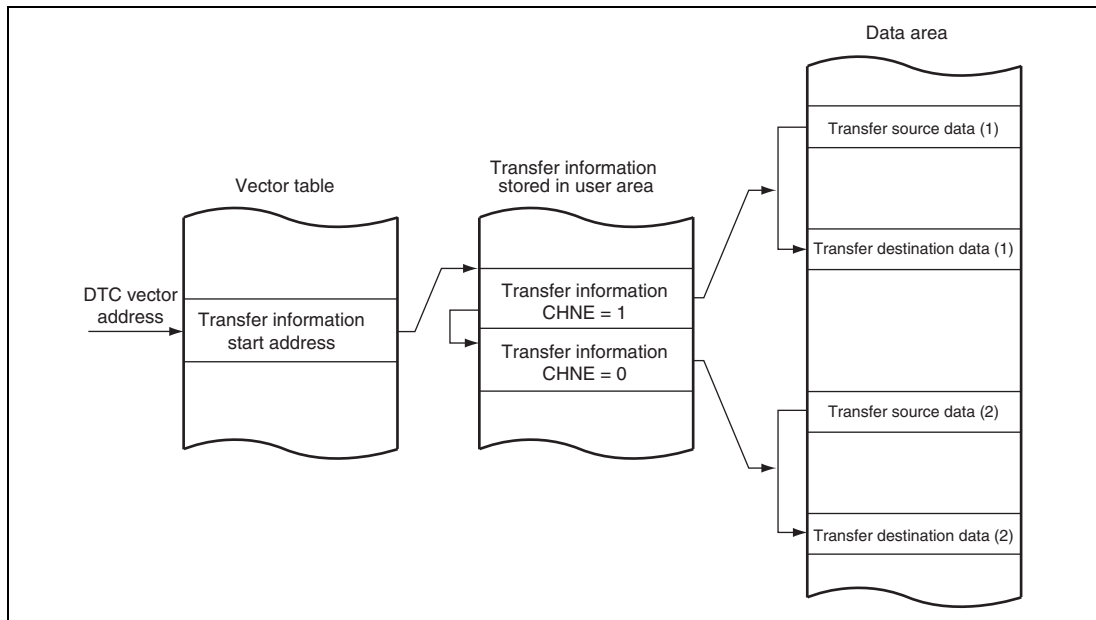 Data area
Transfer source data (1)
Transfer information
stored in user area
Vector table
Transfer destination data (1)
DTC vector
address
Transfer information
start address
Transfer information
CHNE = 1
Transfer information
CHNE = 0
Transfer source data (2)
Transfer destination data (2)